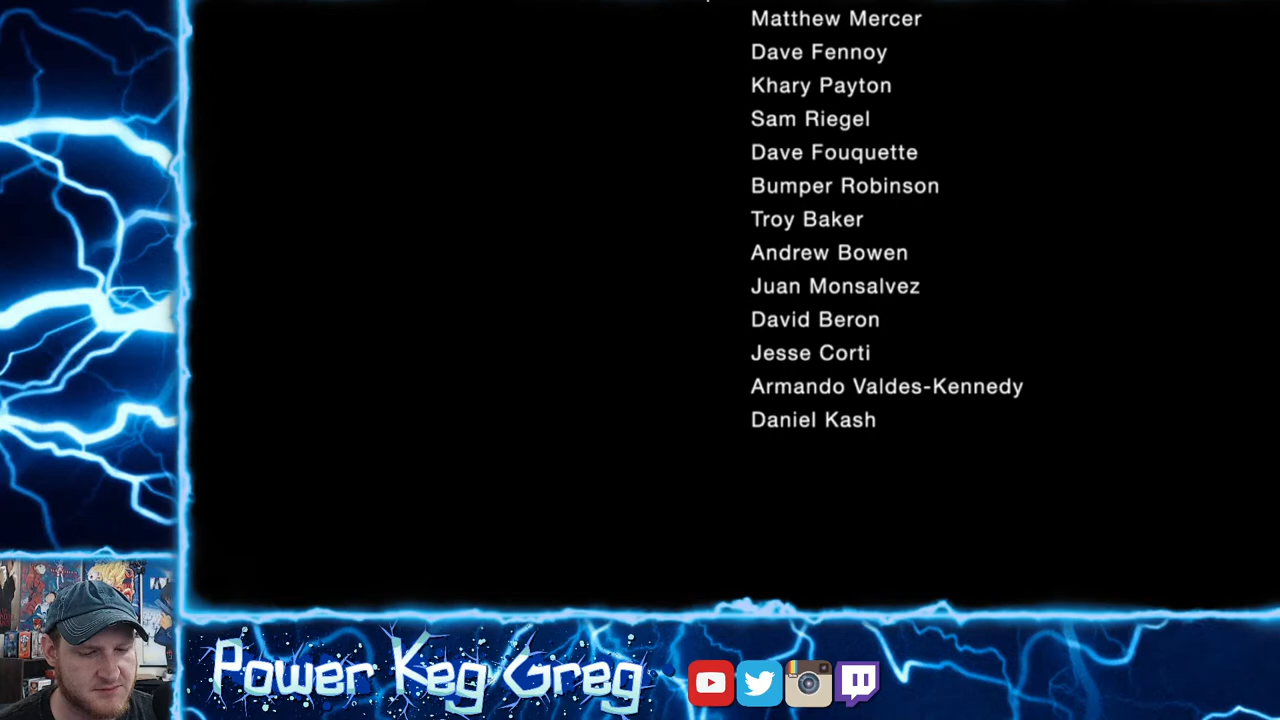 Matthew Mercer
Dave Fennoy
Khary Payton
Sam Riegel
Dave Fouquette
Bumper Robinson
Troy Baker
Andrew Bowen
Juan Monsalvez
David Beron
Jesse Corti
Armando Valdes-Kennedy
Daniel Kash
Power Keg Greg